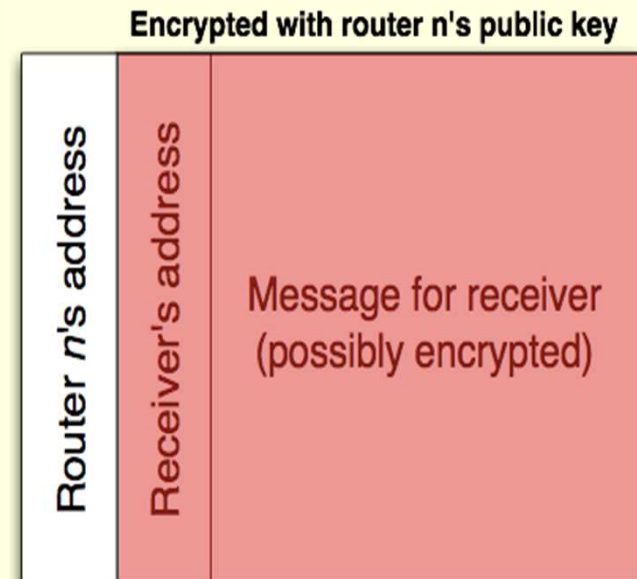 Encrypted with router n's public key
Router n's address
Receiver's address
Message for receiver
(possibly encrypted)